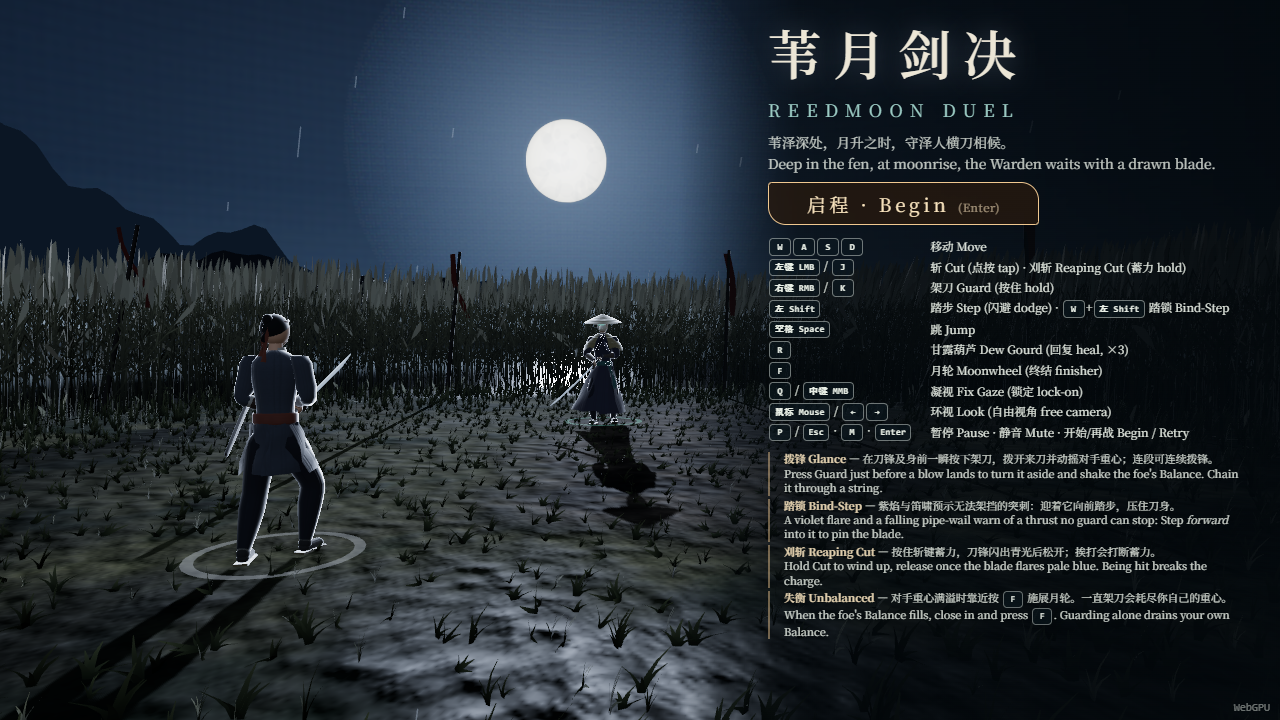 苇月剑决
REEDMOON DUEL
苇泽深处，月升之时，守泽人横刀相候。
Deep in the fen, at moonrise, the Warden waits with a drawn blade.
启程 · Begin (Enter)
W A S D 移动 Move
左键 LMB / J 斩 Cut (点按 tap) · 刈斩 Reaping Cut (蓄力 hold)
右键 RMB / K 架刀 Guard (按住 hold)
左 Shift 踏步 Step (闪避 dodge) · W + 左 Shift 踏锁 Bind-Step
空格 Space 跳 Jump
R 甘露葫芦 Dew Gourd (回复 heal, ×3)
F 月轮 Moonwheel (终结 finisher)
Q / 中键 MMB 凝视 Fix Gaze (锁定 lock-on)
鼠标 Mouse / ← → 环视 Look (自由视角 free camera)
P / Esc · M · Enter 暂停 Pause · 静音 Mute · 开始/再战 Begin / Retry
拨锋 Glance — 在刀锋及身前一瞬按下架刀，拨开来刀并动摇对手重心；连段可连续拨锋。
Press Guard just before a blow lands to turn it aside and shake the foe's Balance. Chain
it through a string.
踏锁 Bind-Step — 紫焰与笛啸预示无法架挡的突刺：迎着它向前踏步，压住刀身。
A violet flare and a falling pipe-wail warn of a thrust no guard can stop: Step forward
into it to pin the blade.
刈斩 Reaping Cut — 按住斩键蓄力，刀锋闪出青光后松开；挨打会打断蓄力。
Hold Cut to wind up, release once the blade flares pale blue. Being hit breaks the
charge.
失衡 Unbalanced — 对手重心满溢时靠近按 F 施展月轮。一直架刀会耗尽你自己的重心。
When the foe's Balance fills, close in and press F . Guarding alone drains your own
Balance.
WebGPU